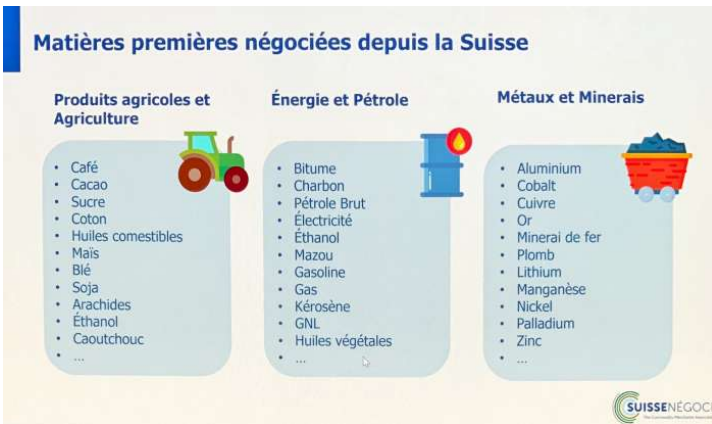 Matières premières négociées depuis la Suisse
Produits agricoles et
Agriculture
• Café
• Cacao
• Sucre
• Coton
• Huiles comestibles
• Maïs
• Blé
• Soja
• Arachides
• Éthanol
• Caoutchouc
• ...
Énergie et Pétrole
• Bitume
• Charbon
• Pétrole Brut
• Électricité
• Éthanol
• Mazou
• Gasoline
• Gas
• Kérosène
• GNL
• Huiles végétales
• ...
Métaux et Minerais
• Aluminium
• Cobalt
• Cuivre
• Or
• Minerai de fer
• Plomb
• Lithium
• Manganèse
• Nickel
• Palladium
• Zinc
• ...
SUISSENÉGOC